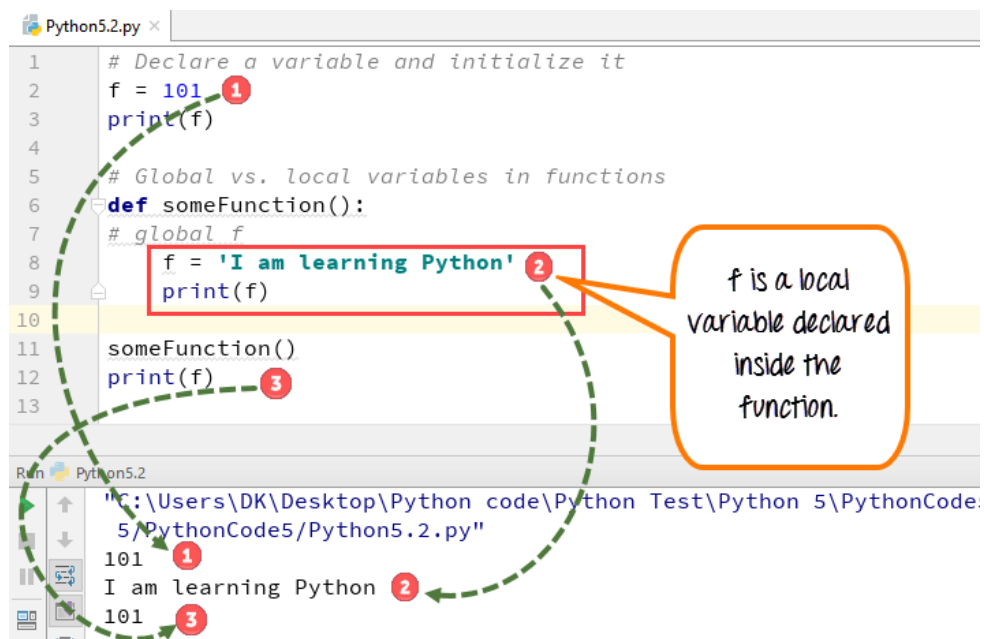 Python5.2.py ×
1 # Declare a variable and initialize it
2 f = 101 1
3 print(f)
4
5 # Global vs. local variables in functions
6 def someFunction():
7 # global f
8 f = 'I am learning Python' 2
9 print(f)
10
11 someFunction()
12 print(f) 3
13
f is a local
variable declared
inside the
function.
Run Python5.2
"C:\Users\DK\Desktop\Python code\Python Test\Python 5\PythonCode5
5/PythonCode5/Python5.2.py"
101 1
I am learning Python 2
101 3